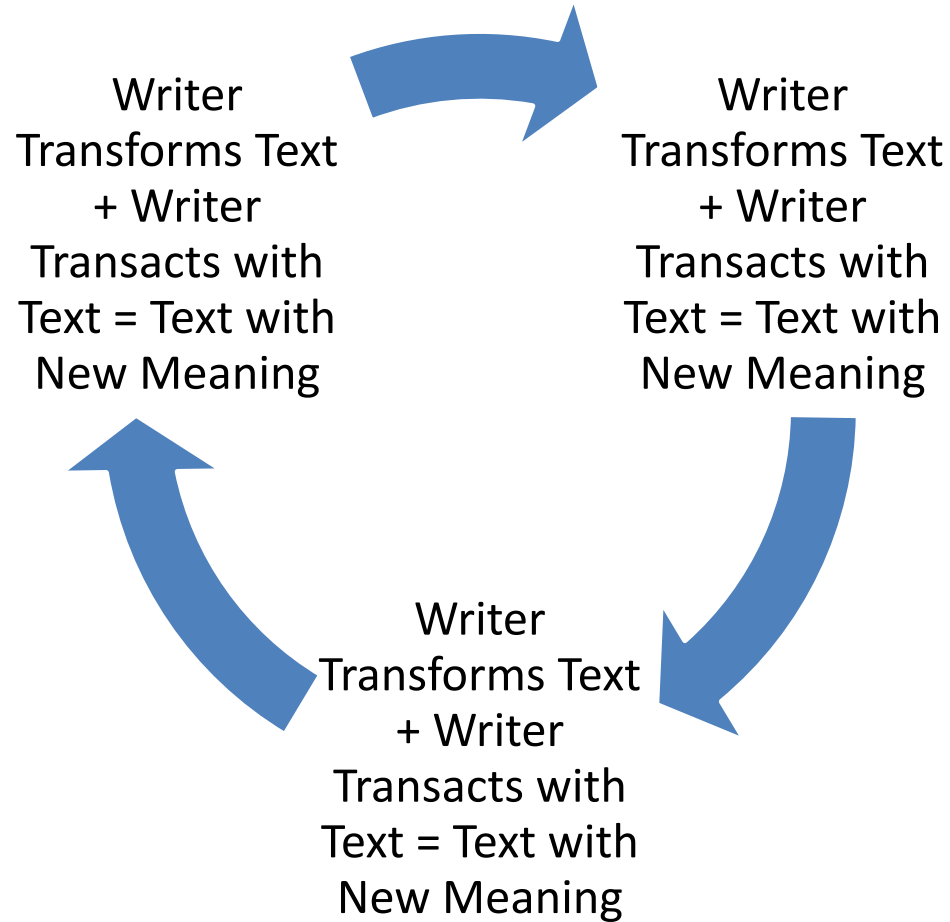 Writer
Transforms Text
+ Writer
Transacts with
Text = Text with
New Meaning
Writer
Transforms Text
+ Writer
Transacts with
Text = Text with
New Meaning
Writer
Transforms Text
+ Writer
Transacts with
Text = Text with
New Meaning